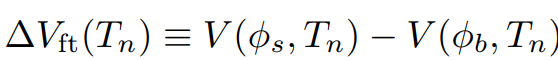 ΔV_ft(T_n) ≡ V(ϕ_s, T_n) − V(ϕ_b, T_n)